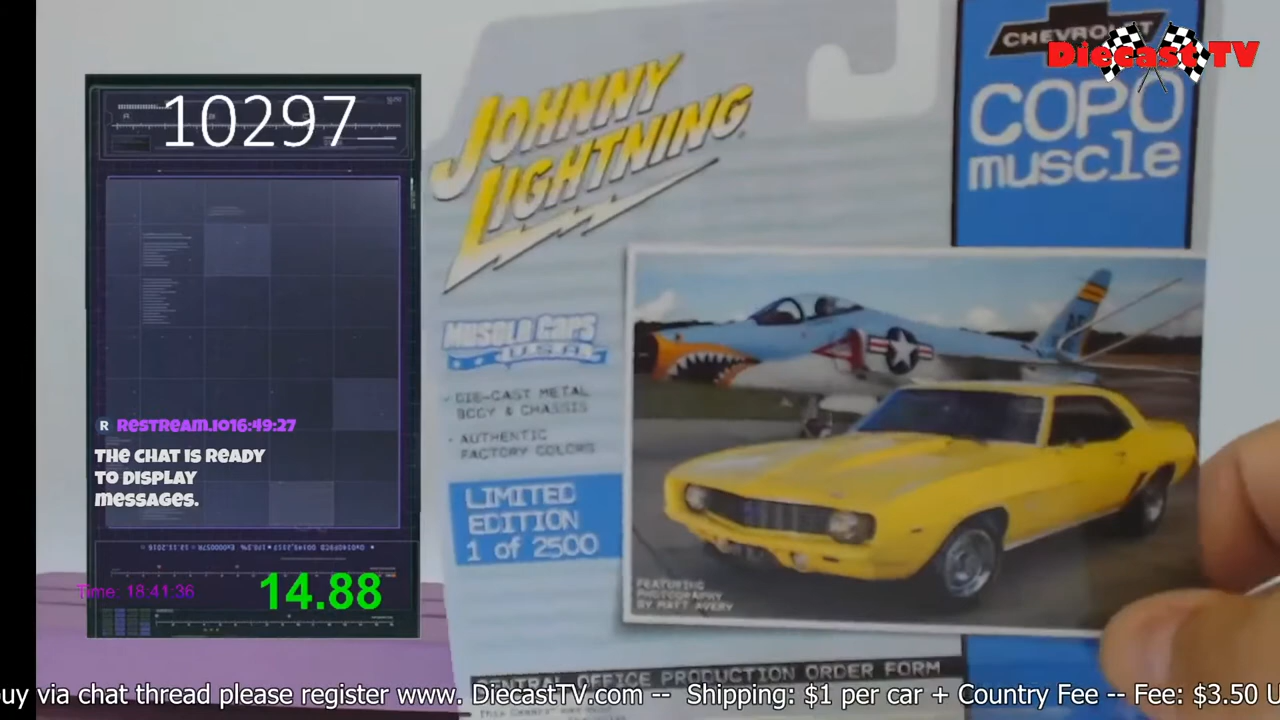 10297
Restream.io16:49:27
The chat is ready
to display
messages.
Time: 18:41:36
14.88
JOHNNY
LIGHTNING
MUSCLE CARS
U.S.A.
DIE-CAST METAL
BODY & CHASSIS
AUTHENTIC
FACTORY COLORS
LIMITED
EDITION
1 of 2500
CHEVROLET
Diecast TV
COPO
muscle
FEATURING
PHOTOGRAPHY
BY MATT AVERY
CENTRAL OFFICE PRODUCTION ORDER FORM
buy via chat thread please register www. DiecastTV.com -- Shipping: $1 per car + Country Fee -- Fee: $3.50 U